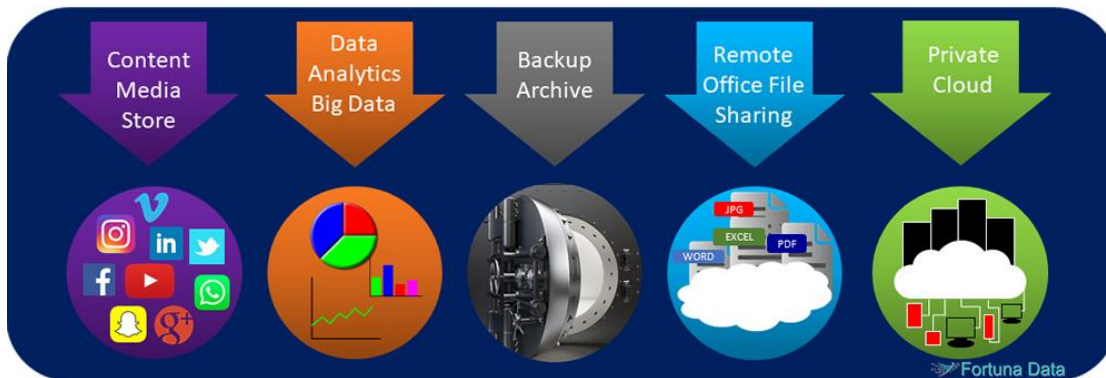 Content
Media
Store
Data
Analytics
Big Data
Backup
Archive
Remote
Office File
Sharing
Private
Cloud
in
f
g+
JPG
EXCEL
PDF
WORD
Fortuna Data